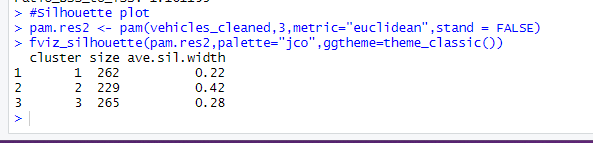 > #Silhouette plot
> pam.res2 <- pam(vehicles_cleaned,3,metric="euclidean",stand = FALSE)
> fviz_silhouette(pam.res2,palette="jco",ggtheme=theme_classic())
  cluster size ave.sil.width
1       1  262          0.22
2       2  229          0.42
3       3  265          0.28
>